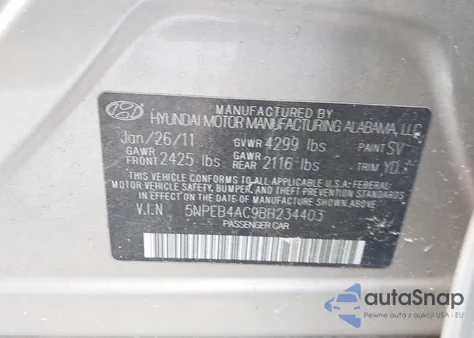 MANUFACTURED BY
HYUNDAI MOTOR MANUFACTURING ALABAMA, LLC
Jan/26/11 GVWR 4299 lbs PAINT SV
GAWR FRONT 2425 lbs GAWR REAR 2116 lbs TRIM YD
THIS VEHICLE CONFORMS TO ALL APPLICABLE U.S.A. FEDERAL
MOTOR VEHICLE SAFETY, BUMPER, AND THEFT PREVENTION
STANDARDS IN EFFECT ON THE DATE OF MANUFACTURE SHOWN ABOVE.
V.I.N 5NPEB4AC9BH234403
PASSENGER CAR
autoSnap
Pewne auta z aukcji USA i EU